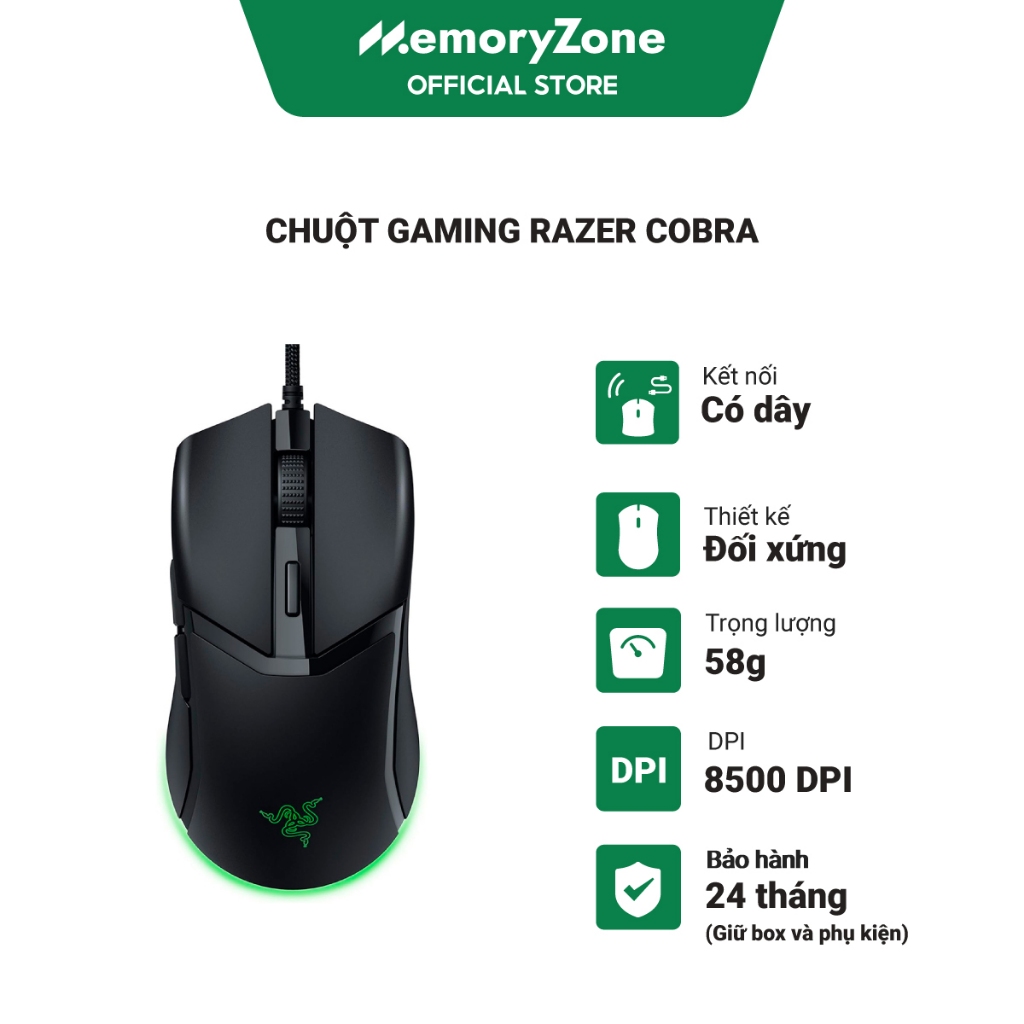 MemoryZone
OFFICIAL STORE
CHUỘT GAMING RAZER COBRA
Kết nối
Có dây
Thiết kế
Đối xứng
Trọng lượng
58g
DPI
DPI
8500 DPI
Bảo hành
24 tháng
(Giữ box và phụ kiện)